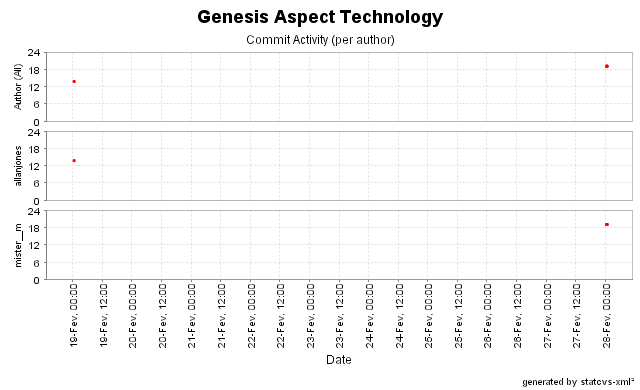 Genesis Aspect Technology
Commit Activity (per author)
Author (All)
24
18
12
6
0
allanjones
24
18
12
6
0
mister__m
24
18
12
6
0
19-Fev, 00:00
19-Fev, 12:00
20-Fev, 00:00
20-Fev, 12:00
21-Fev, 00:00
21-Fev, 12:00
22-Fev, 00:00
22-Fev, 12:00
23-Fev, 00:00
23-Fev, 12:00
24-Fev, 00:00
24-Fev, 12:00
25-Fev, 00:00
25-Fev, 12:00
26-Fev, 00:00
26-Fev, 12:00
27-Fev, 00:00
27-Fev, 12:00
28-Fev, 00:00
Date
generated by statcvs-xml²